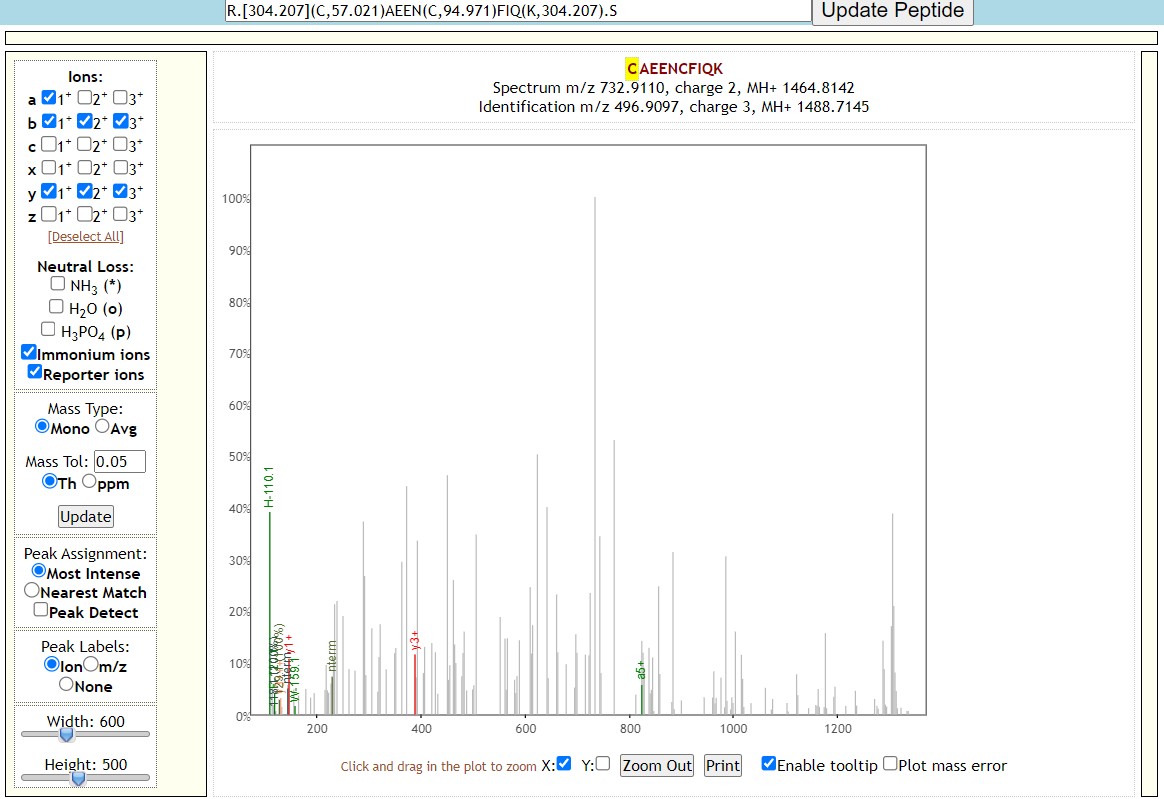 R.[304.207](C,57.021)AEEN(C,94.971)FIQ(K,304.207).S
Update Peptide
CAEENCFIQK
Spectrum m/z 732.9110, charge 2, MH+ 1464.8142
Identification m/z 496.9097, charge 3, MH+ 1488.7145
Ions:
a 1+ 2+ 3+
b 1+ 2+ 3+
c 1+ 2+ 3+
x 1+ 2+ 3+
y 1+ 2+ 3+
z 1+ 2+ 3+
[Deselect All]
Neutral Loss:
NH3 (*)
H2O (o)
H3PO4 (p)
Immonium ions
Reporter ions
Mass Type:
Mono Avg
Mass Tol: 0.05
Th ppm
Update
Peak Assignment:
Most Intense
Nearest Match
Peak Detect
Peak Labels:
Ion m/z
None
Width: 600
Height: 500
100%
90%
80%
70%
60%
50%
40%
30%
20%
10%
0%
H-110.1
y1+
W-159.1
nterm
y3+
a5+
200 400 600 800 1000 1200
Click and drag in the plot to zoom X: Y: Zoom Out Print Enable tooltip Plot mass error